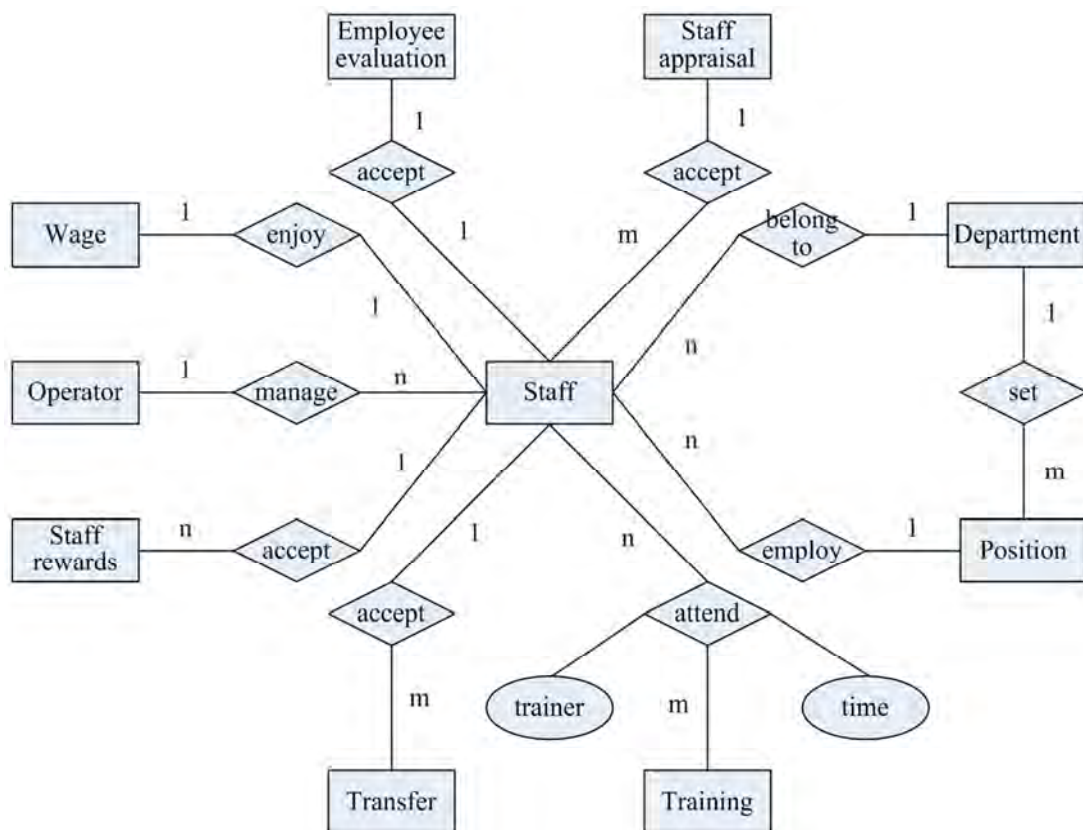 Employee
evaluation
Staff
appraisal
1
1
accept
accept
Wage
1
enjoy
1
m
belong
to
1
Department
1
n
1
Operator
1
manage
n
Staff
set
n
m
1
Staff
rewards
n
accept
1
n
employ
1
Position
accept
attend
m
trainer
m
time
Transfer
Training